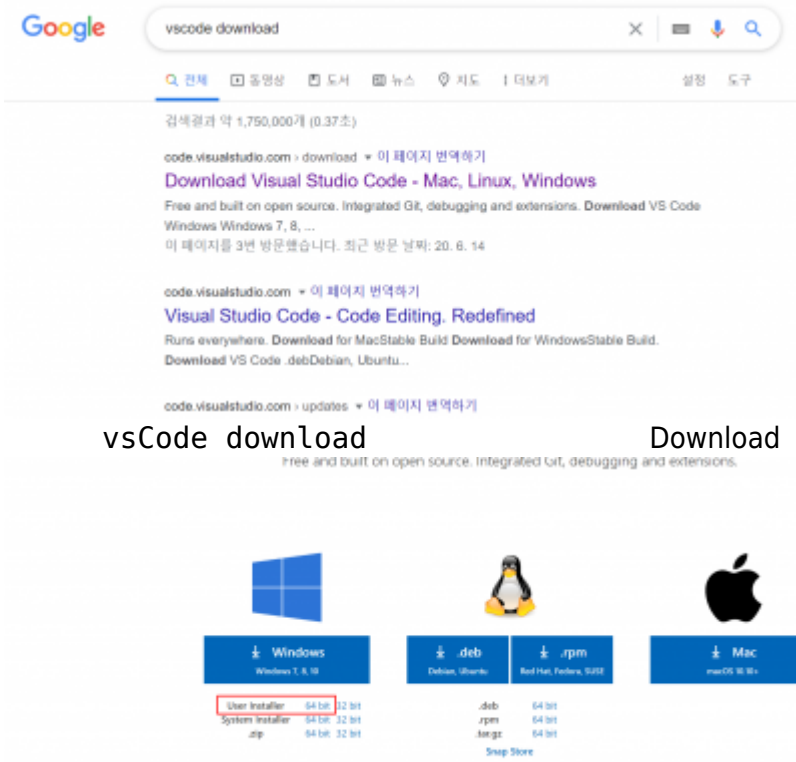 Google
vscode download
전체 동영상 도서 뉴스 지도 더보기 설정 도구
검색결과 약 1,750,000개 (0.37초)
code.visualstudio.com › download ▾ 이 페이지 번역하기
Download Visual Studio Code - Mac, Linux, Windows
Free and built on open source. Integrated Git, debugging and extensions. Download VS Code
Windows Windows 7, 8, ...
이 페이지를 3번 방문했습니다. 최근 방문 날짜: 20. 6. 14
code.visualstudio.com ▾ 이 페이지 번역하기
Visual Studio Code - Code Editing. Redefined
Runs everywhere. Download for MacStable Build Download for WindowsStable Build.
Download VS Code .debDebian, Ubuntu...
code.visualstudio.com › updates ▾ 이 페이지 번역하기
vsCode download Download
Free and built on open source. Integrated Git, debugging and extensions.
Windows .deb .rpm Mac
Windows 7, 8, 10 Debian, Ubuntu Red Hat, Fedora, SUSE macOS 10.10+
User Installer 64 bit 32 bit .deb 64 bit
System Installer 64 bit 32 bit .rpm 64 bit
.zip 64 bit 32 bit .tar.gz 64 bit
Snap Store